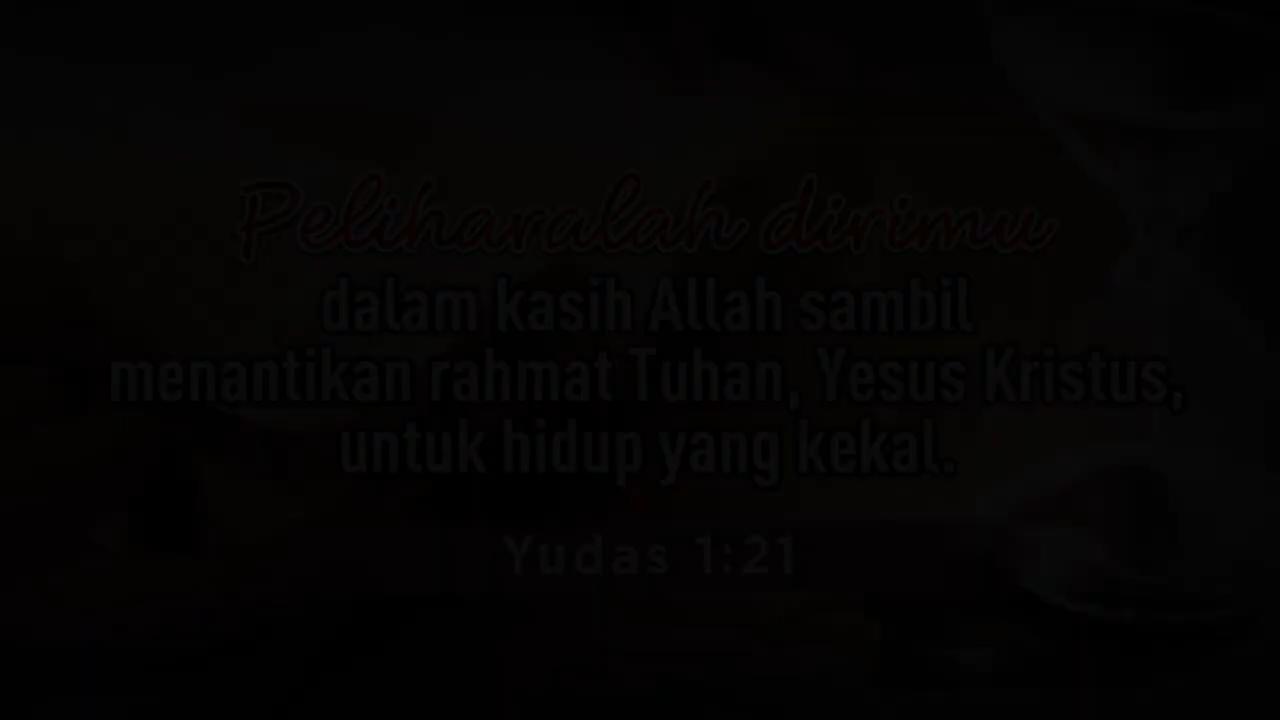 Peliharalah dirimu
dalam kasih Allah sambil
menantikan rahmat Tuhan, Yesus Kristus,
untuk hidup yang kekal.
Yudas 1:21